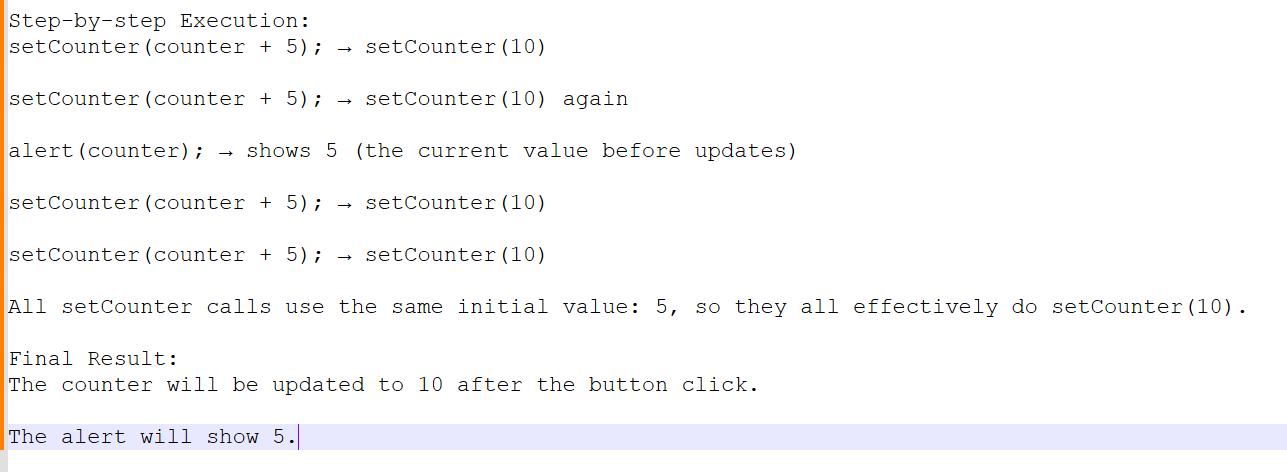 Step-by-step Execution:
setCounter(counter + 5); → setCounter(10)
setCounter(counter + 5); → setCounter(10) again
alert(counter); → shows 5 (the current value before updates)
setCounter(counter + 5); → setCounter(10)
setCounter(counter + 5); → setCounter(10)
All setCounter calls use the same initial value: 5, so they all effectively do setCounter(10).
Final Result:
The counter will be updated to 10 after the button click.
The alert will show 5.